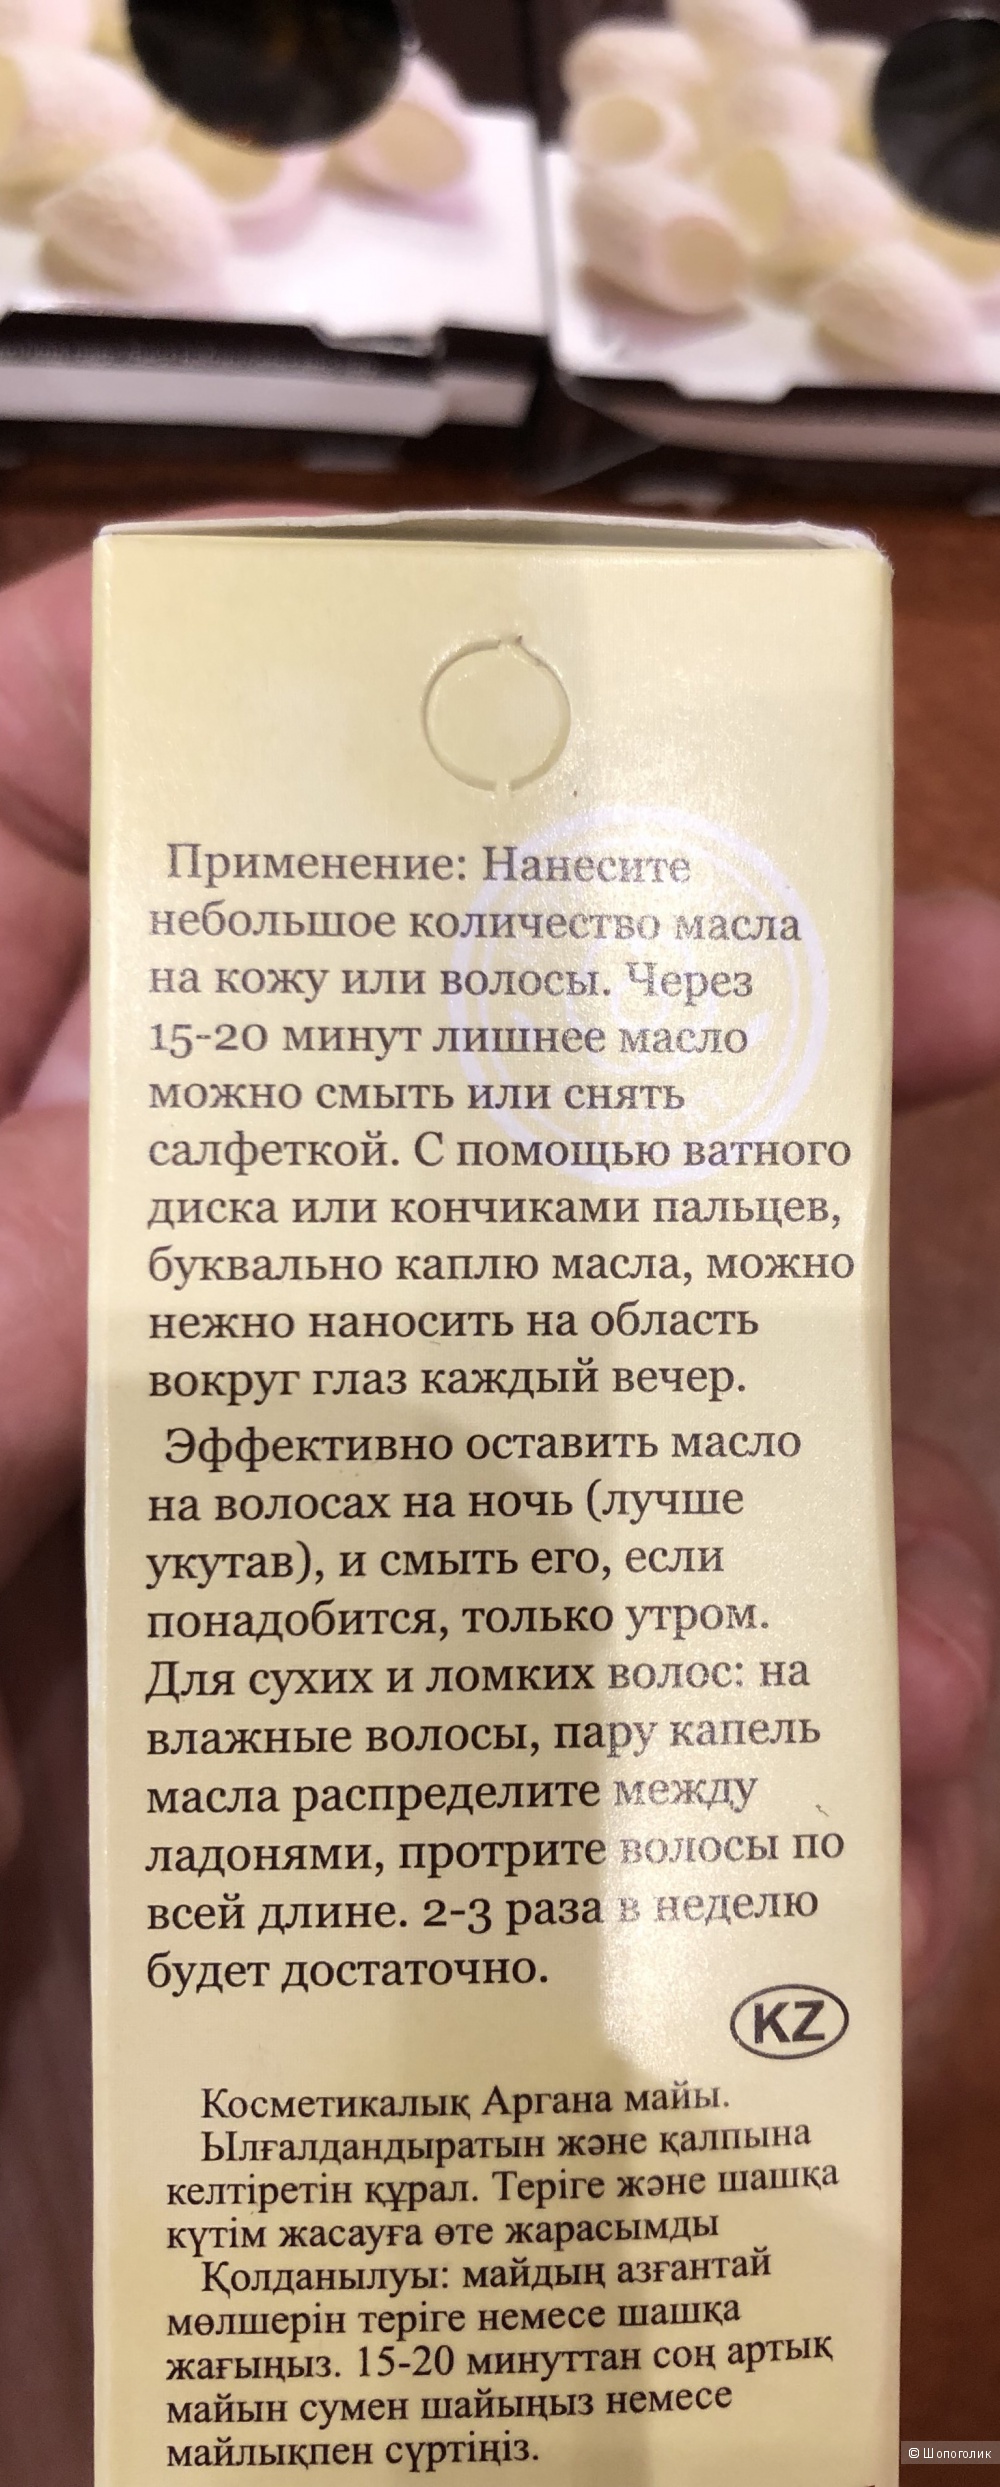 Применение: Нанесите
небольшое количество масла
на кожу или волосы. Через
15-20 минут лишнее масло
можно смыть или снять
салфеткой. С помощью ватного
диска или кончиками пальцев,
буквально каплю масла, можно
нежно наносить на область
вокруг глаз каждый вечер.
Эффективно оставить масло
на волосах на ночь (лучше
укутав), и смыть его, если
понадобится, только утром.
Для сухих и ломких волос: на
влажные волосы, пару капель
масла распределите между
ладонями, протрите волосы по
всей длине. 2-3 раза в неделю
будет достаточно.
KZ
Косметикалық Аргана майы.
Ылғалдандыратын және қалпына
келтіретін құрал. Теріге және шашқа
күтім жасауға өте жарасымды
Қолданылуы: майдың азғантай
мөлшерін теріге немесе шашқа
жағыңыз. 15-20 минуттан соң артық
майын сумен шайыңыз немесе
майлықпен сүртіңіз.
© Шопоголик